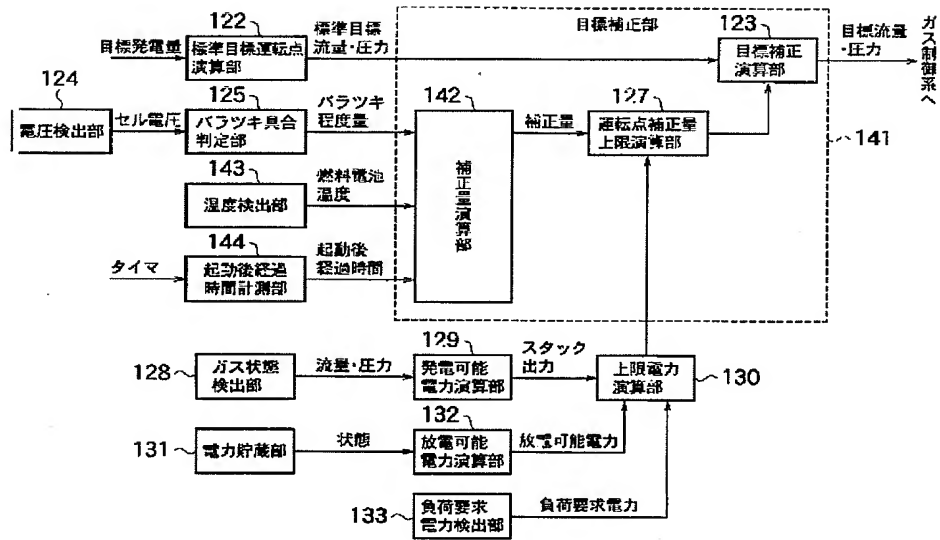 122
標準目標
流量・圧力
目標補正部
123
目標流量
・圧力
ガス制御系へ
目標発電量
標準目標運転点
演算部
目標補正
演算部
124
電圧検出部
セル電圧
125
バラツキ具合
判定部
バラツキ
程度量
142
補正量演算部
補正量
127
運転点補正量
上限演算部
141
143
温度検出部
燃料電池
温度
144
タイマ
起動後経過
時間計測部
起動後
経過時間
128
ガス状態
検出部
流量・圧力
129
発電可能
電力演算部
スタック
出力
上限電力
演算部
130
131
電力貯蔵部
状態
132
放電可能
電力演算部
放電可能電力
133
負荷要求
電力検出部
負荷要求電力